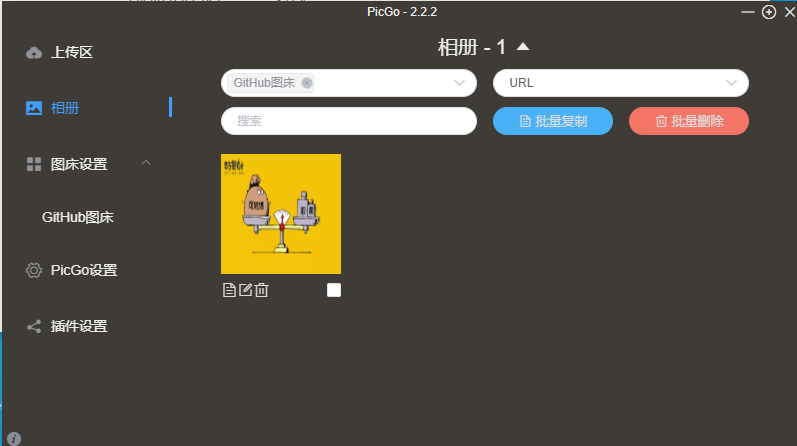 PicGo - 2.2.2
上传区
相册
图床设置
GitHub图床
PicGo设置
插件设置
相册 - 1
GitHub图床
URL
搜索
批量复制
批量删除